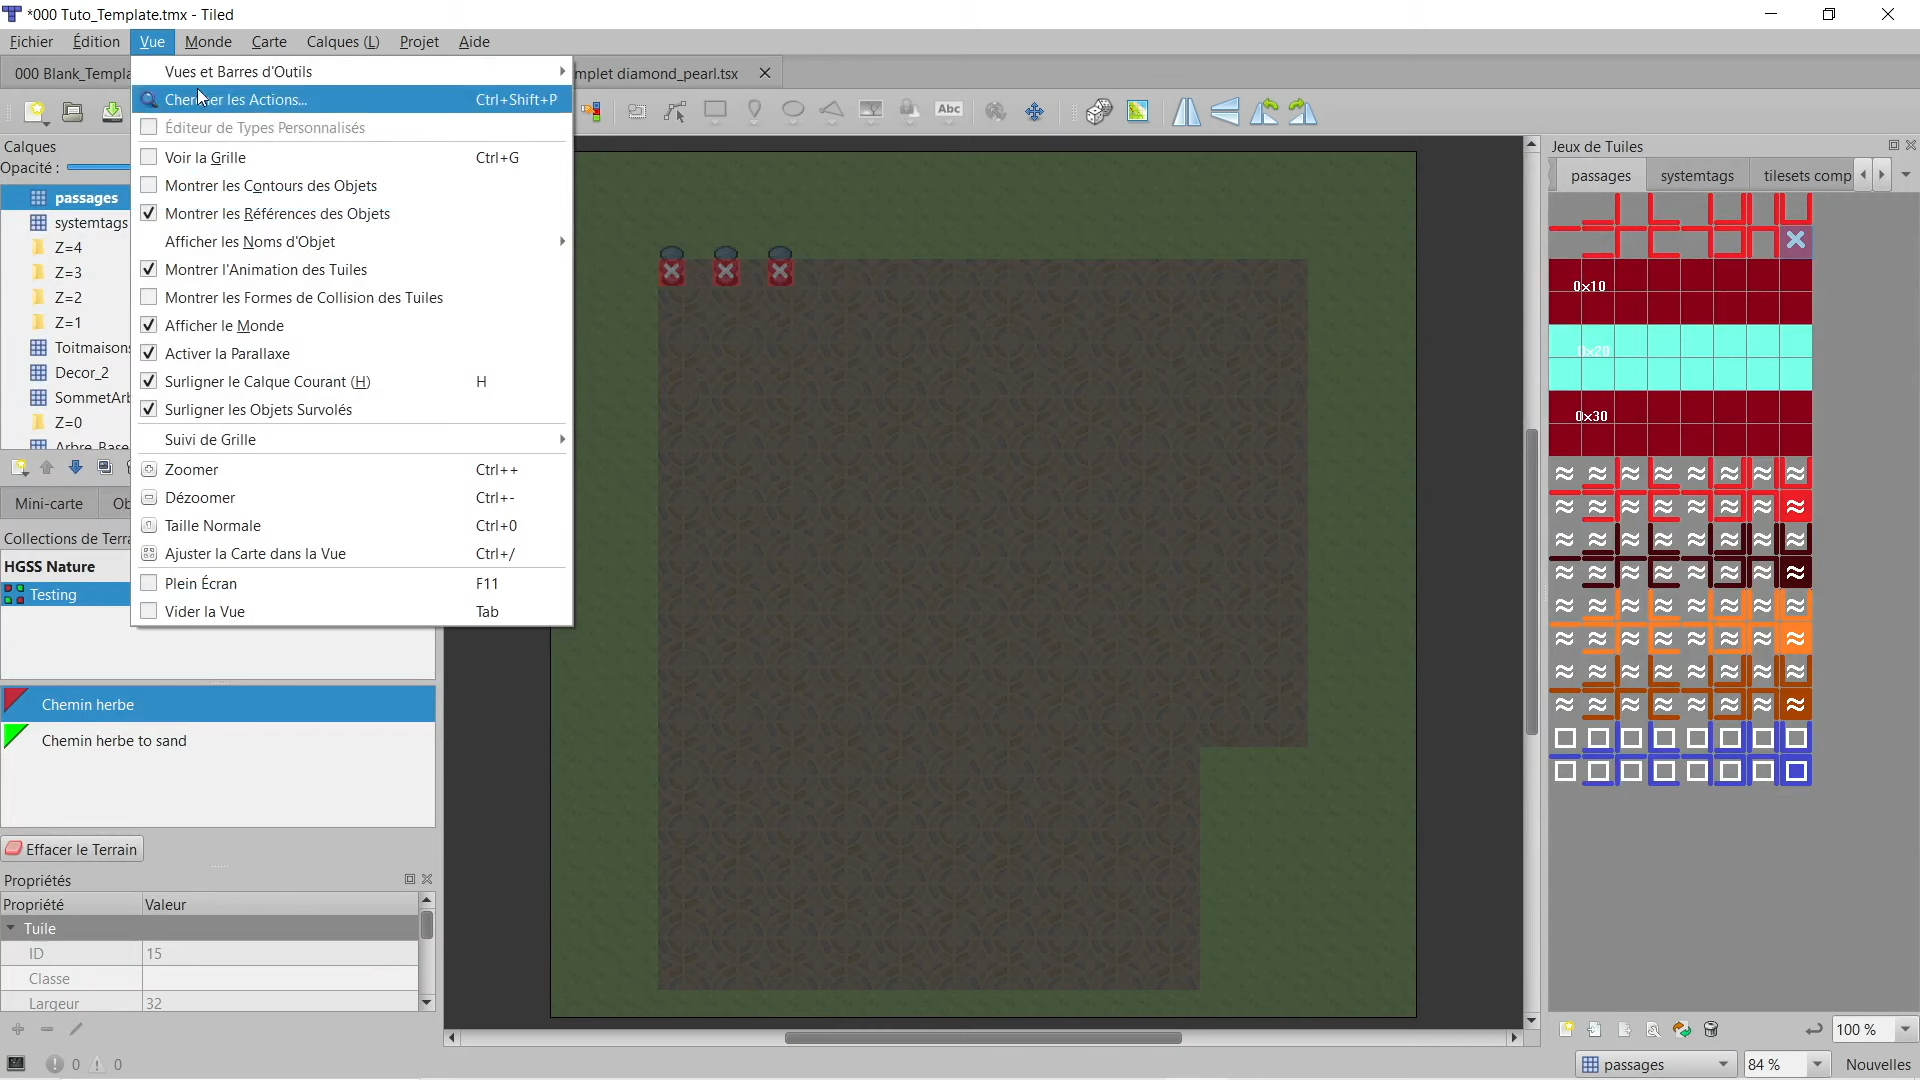 *000 Tuto_Template.tmx - Tiled
Fichier Édition Vue Monde Carte Calques (L) Projet Aide
000 Blank_Templa
mplet diamond_pearl.tsx
Vues et Barres d'Outils
les Actions... Ctrl+Shift+P
Éditeur de Types Personnalisés
Voir la Grille Ctrl+G
Montrer les Contours des Objets
Montrer les Références des Objets
Afficher les Noms d'Objet
Montrer l'Animation des Tuiles
Montrer les Formes de Collision des Tuiles
Afficher le Monde
Activer la Parallaxe
Surligner le Calque Courant (H) H
Surligner les Objets Survolés
Suivi de Grille
Zoomer Ctrl++
Dézoomer Ctrl+-
Taille Normale Ctrl+0
Ajuster la Carte dans la Vue Ctrl+/
Plein Écran F11
Vider la Vue Tab
Abc
Calques
Opacité :
passages
systemtags
Z=4
Z=3
Z=2
Z=1
Toitmaisons
Decor_2
SommetArb
Z=0
Arbre_Base
Mini-carte Ob
Collections de Terra
HGSS Nature
Testing
Chemin herbe
Chemin herbe to sand
Effacer le Terrain
Propriétés
Propriété Valeur
Tuile
ID 15
Classe
Largeur 32
0 0
Jeux de Tuiles
passages systemtags tilesets comp
0x10
0x20
0x30
100 %
passages 84 % Nouvelles